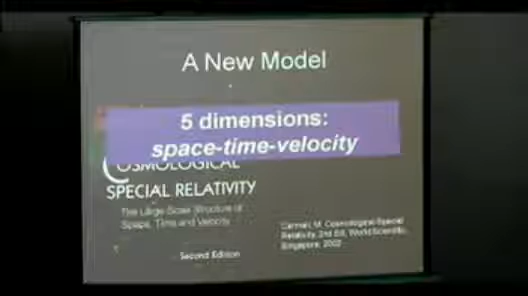 A New Model
5 dimensions:
space-time-velocity
COSMOLOGICAL
SPECIAL RELATIVITY
The Large-Scale Structure of
Space, Time and Velocity
Second Edition
Carmeli, M. Cosmological Special
Relativity, 2nd Ed., World Scientific,
Singapore, 2002